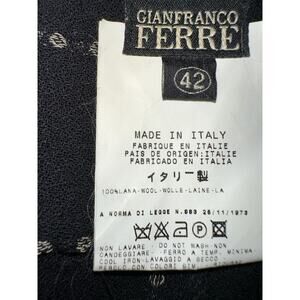 GIANFRANCO
FERRE
42
MADE IN ITALY
FABRIQUE EN ITALIE
PAIS DE ORIGEN:ITALIE
FABRICADO EN ITALIA
イタリー製
100%LANA-WOOL-WOLLE-LAINE-LA
A NORMA DI LEGGE N.883 26/11/1973
NON LAVARE - DO NOT WASH-NON
CANDEGGIARE- FERRO A TEMP. MINIMA-
COOL IRON-LAVAGGIO A SECCO